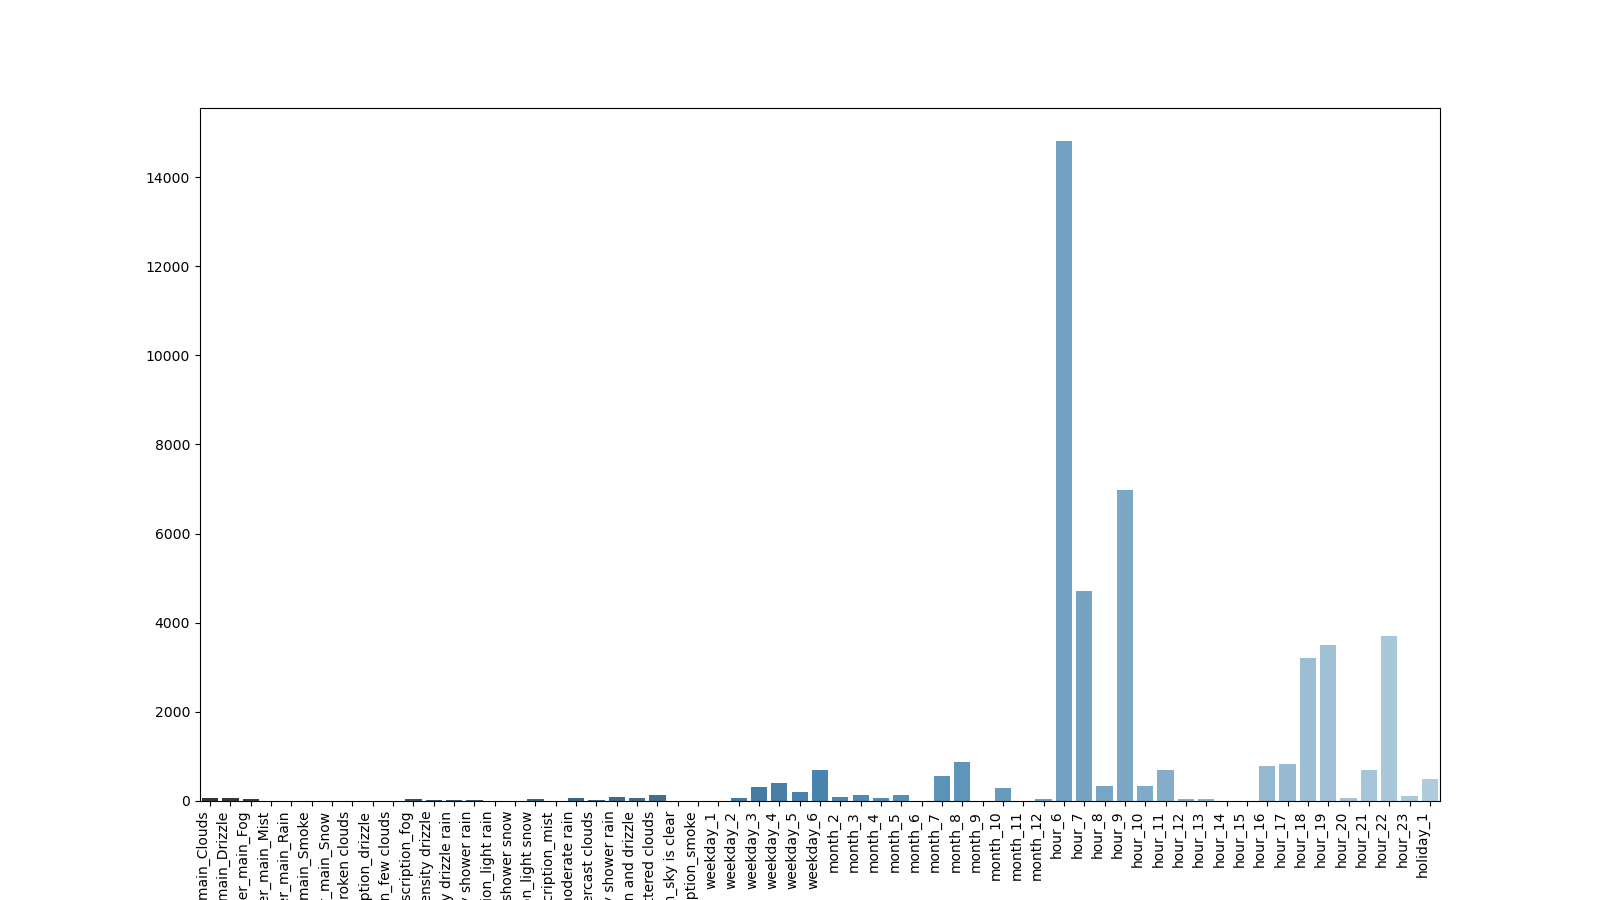 14000
12000
10000
8000
6000
4000
2000
0
main_Clouds
main_Drizzle
er_main_Fog
er_main_Mist
er_main_Rain
main_Smoke
_main_Snow
roken clouds
ption_drizzle
n_few clouds
scription_fog
ensity drizzle
y drizzle rain
y shower rain
ion_light rain
shower snow
on_light snow
cription_mist
moderate rain
ercast clouds
y shower rain
n and drizzle
ttered clouds
n_sky is clear
ption_smoke
weekday_1
weekday_2
weekday_3
weekday_4
weekday_5
weekday_6
month_2
month_3
month_4
month_5
month_6
month_7
month_8
month_9
month_10
month_11
month_12
hour_6
hour_7
hour_8
hour_9
hour_10
hour_11
hour_12
hour_13
hour_14
hour_15
hour_16
hour_17
hour_18
hour_19
hour_20
hour_21
hour_22
hour_23
holiday_1